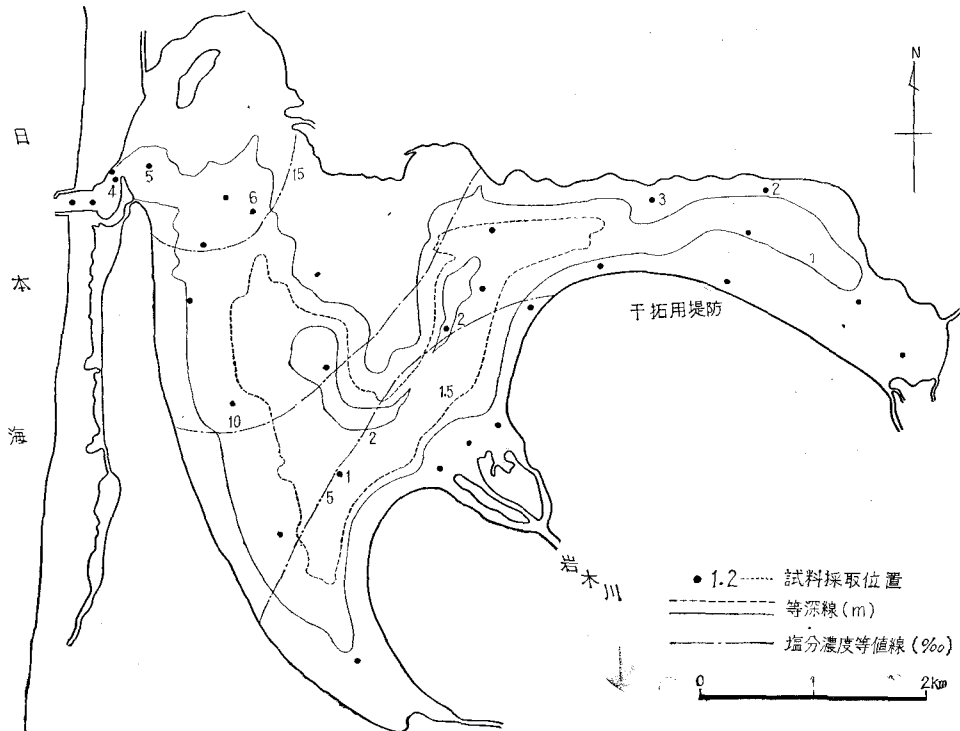 N
日本海
4
5
6
15
3
2
1
2
干拓用堤防
1.5
10
2
1
5
岩木川
● 1.2 ------ 試料採取位置
等深線(m)
塩分濃度等値線(‰)
0 1 2km